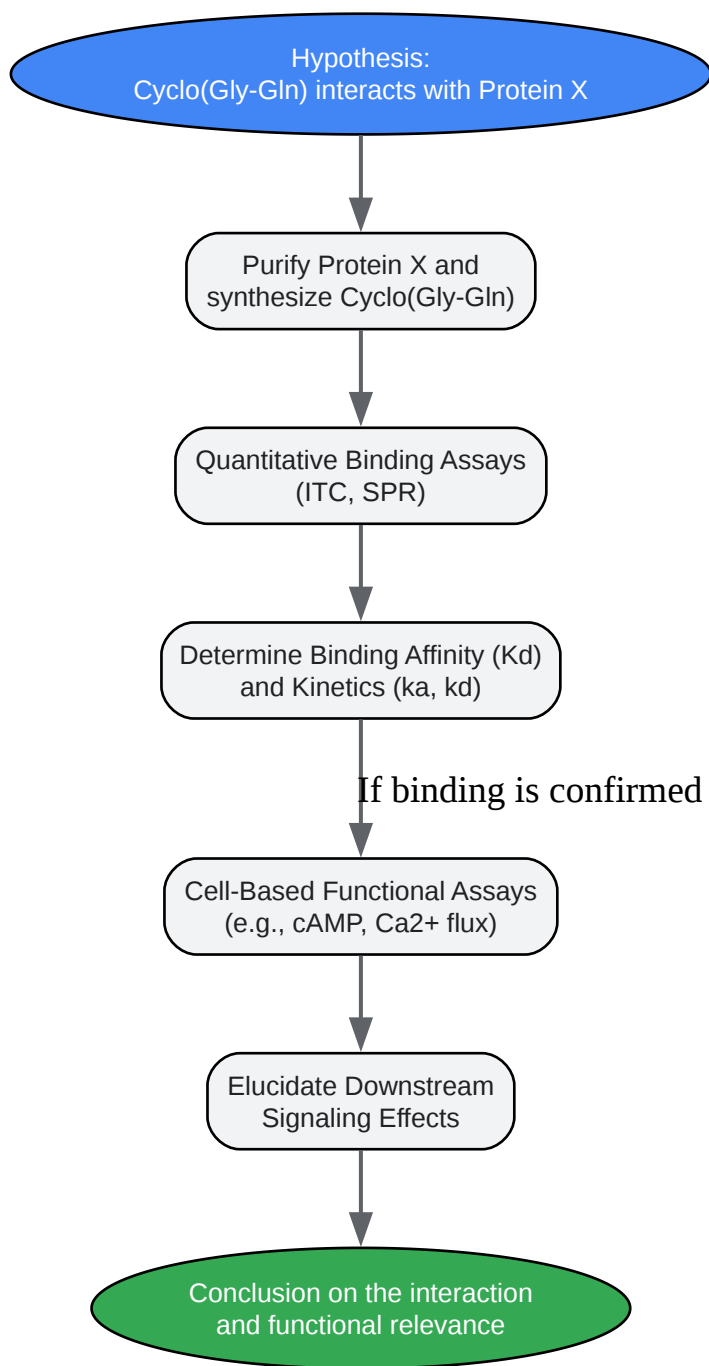 Hypothesis:
Cyclo(Gly-Gln) interacts with Protein X
Purify Protein X and
synthesize Cyclo(Gly-Gln)
Quantitative Binding Assays
(ITC, SPR)
Determine Binding Affinity (Kd)
and Kinetics (ka, kd)
If binding is confirmed
Cell-Based Functional Assays
(e.g., cAMP, Ca2+ flux)
Elucidate Downstream
Signaling Effects
Conclusion on the interaction
and functional relevance